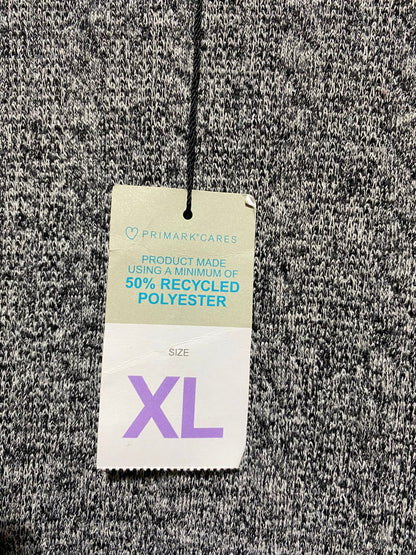 PRIMARK®CARES
PRODUCT MADE
USING A MINIMUM OF
50% RECYCLED
POLYESTER
SIZE
XL